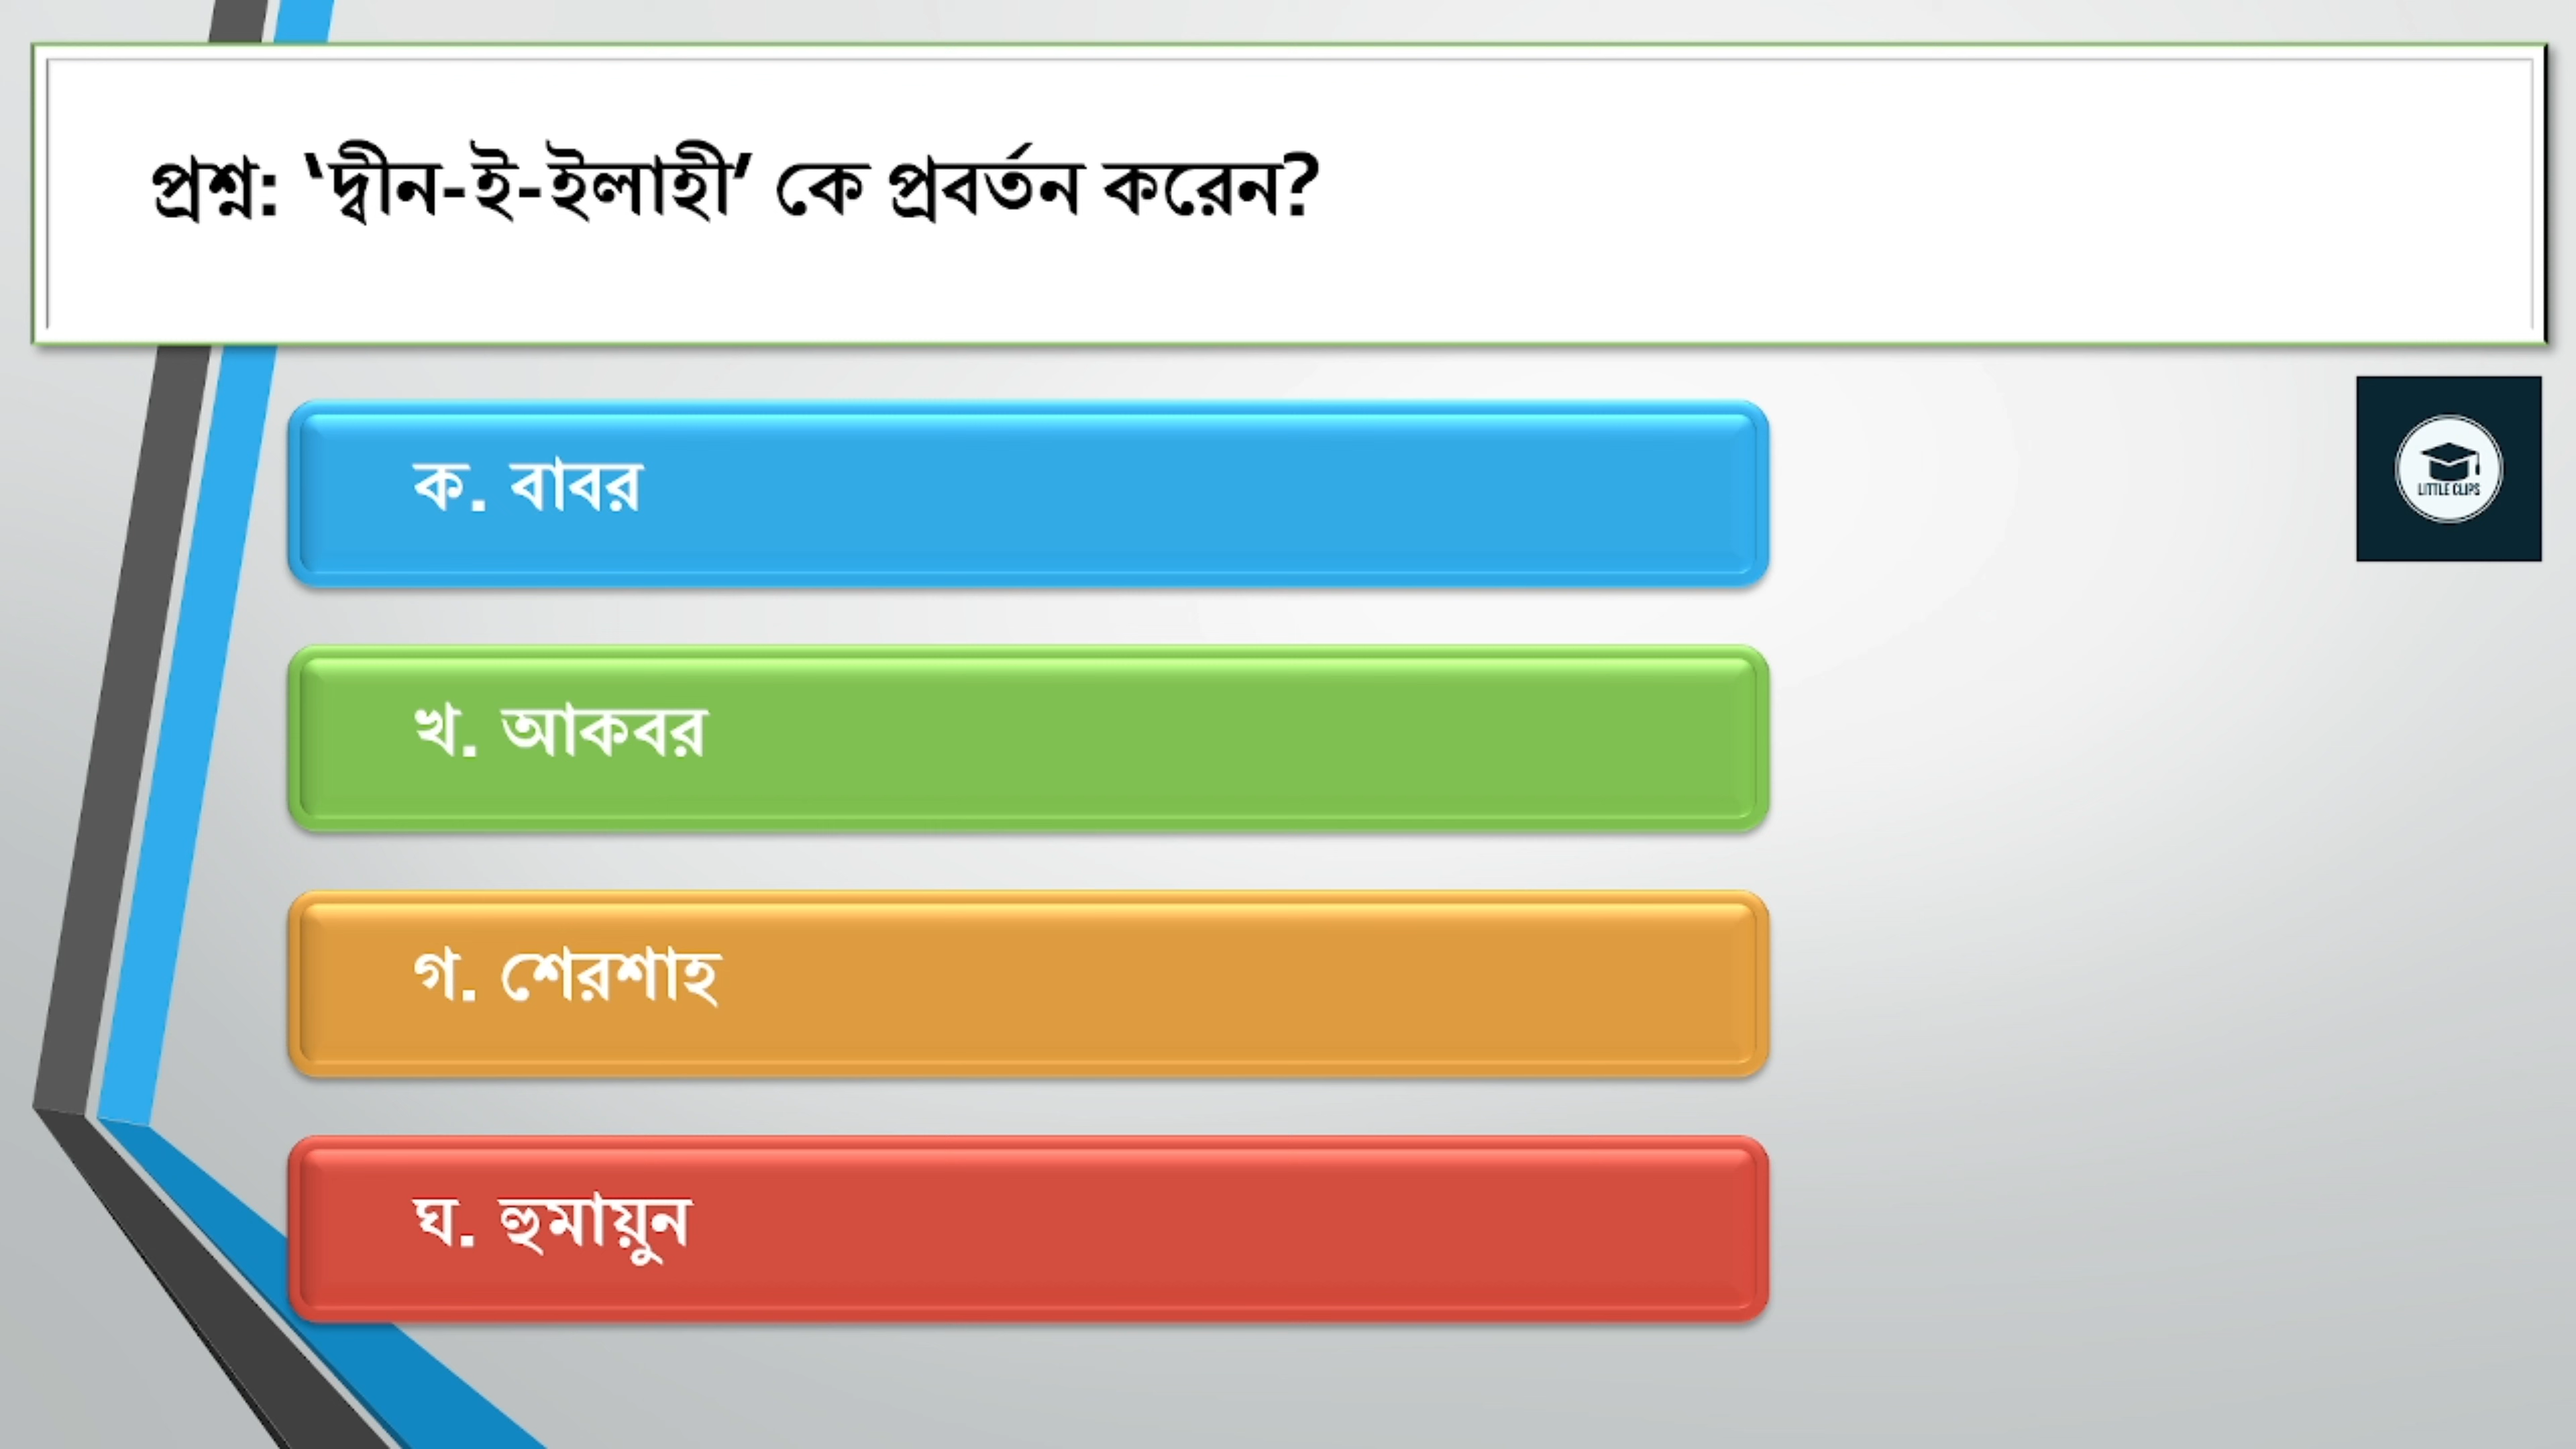 প্রশ্ন: ‘দ্বীন-ই-ইলাহী’ কে প্রবর্তন করেন?
ক. বাবর
LITTLE CLIPS
খ. আকবর
গ. শেরশাহ
ঘ. হুমায়ুন